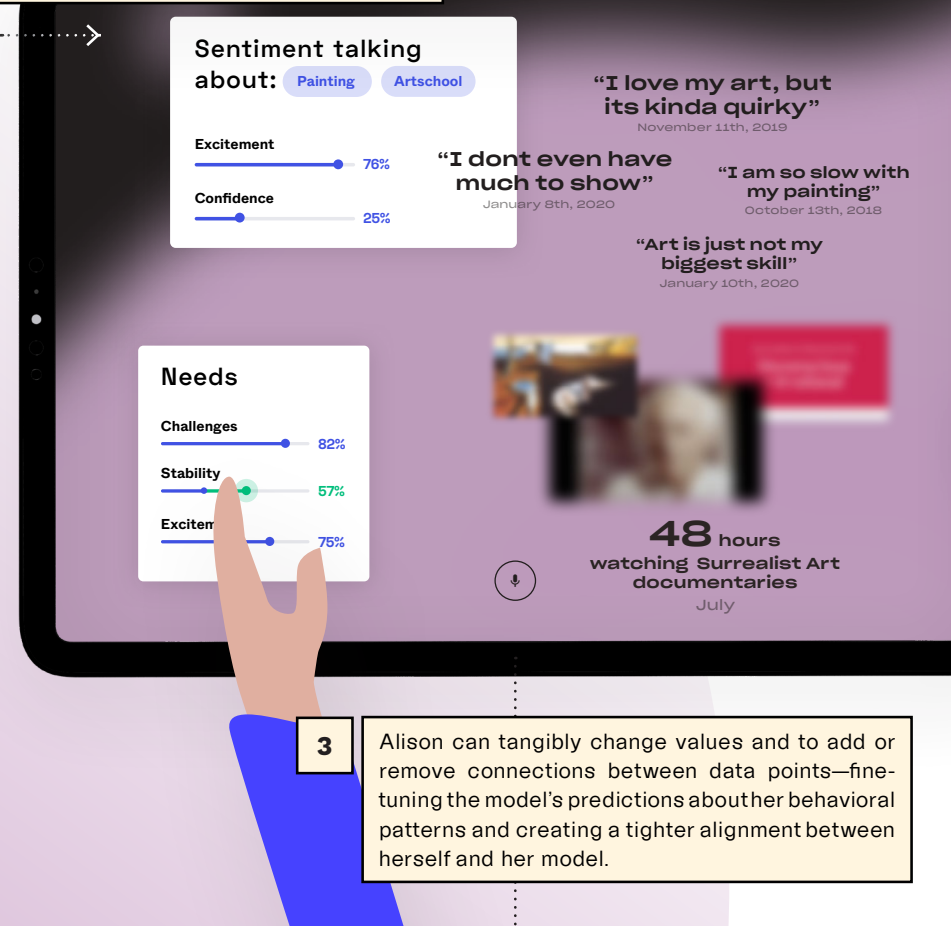 Sentiment talking
about: Painting Artschool
Excitement
76%
Confidence
25%
“I love my art, but
its kinda quirky”
November 11th, 2019
“I dont even have
much to show”
January 8th, 2020
“I am so slow with
my painting”
October 13th, 2018
“Art is just not my
biggest skill”
January 10th, 2020
Needs
Challenges
82%
Stability
57%
Excitem
75%
48 hours
watching Surrealist Art
documentaries
July
3
Alison can tangibly change values and to add or
remove connections between data points—fine-
tuning the model’s predictions about her behavioral
patterns and creating a tighter alignment between
herself and her model.